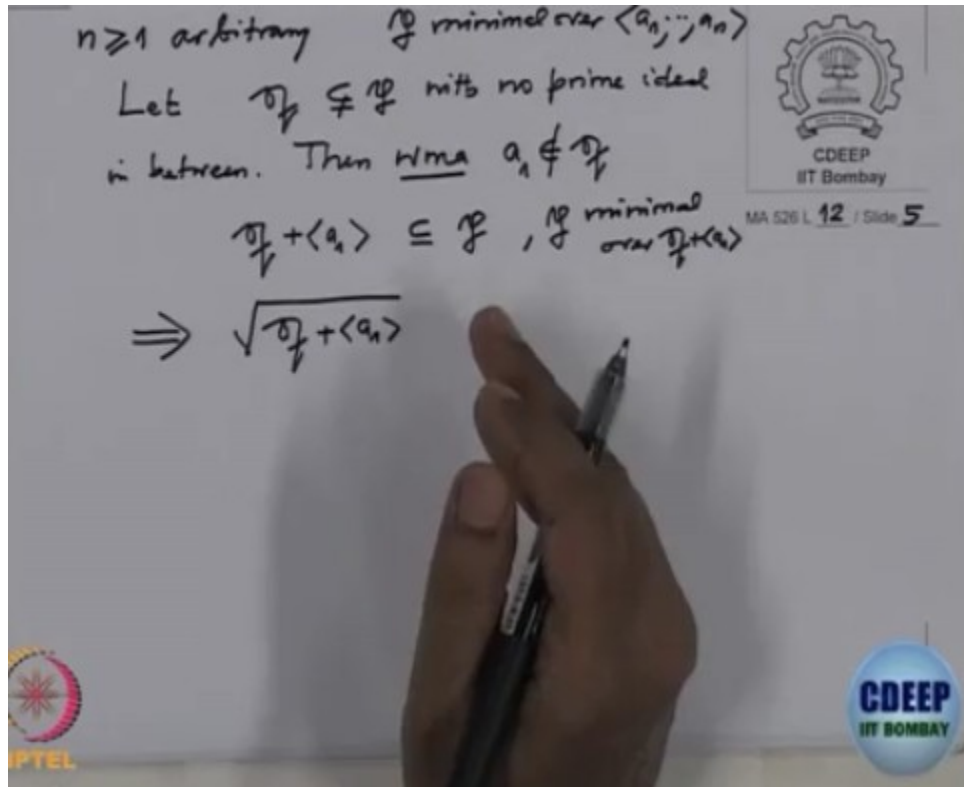 n ⩾ 1 arbitrary 𝔭 minimal over <a₁,…,aₙ>
Let 𝔮 ⊊ 𝔭 with no prime ideal
in between. Then wma a₁ ∉ 𝔮
𝔮 + <a₁> ⊆ 𝔭 , 𝔭 minimal
over 𝔮+<a₁>
⟹ √(𝔮 + <a₁>)
CDEEP
IIT Bombay
MA 526 L 12 / Slide 5
PTEL
CDEEP
IIT BOMBAY